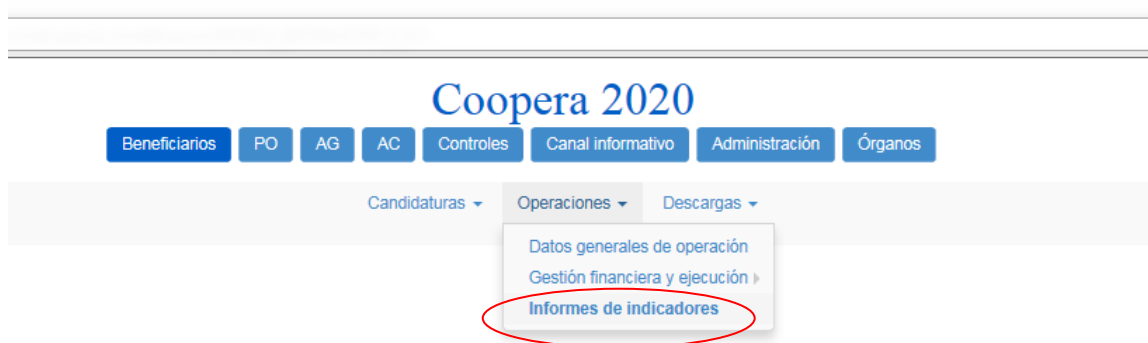 Coopera 2020
Beneficiarios PO AG AC Controles Canal informativo Administración Órganos
Candidaturas Operaciones Descargas
Datos generales de operación
Gestión financiera y ejecución
Informes de indicadores